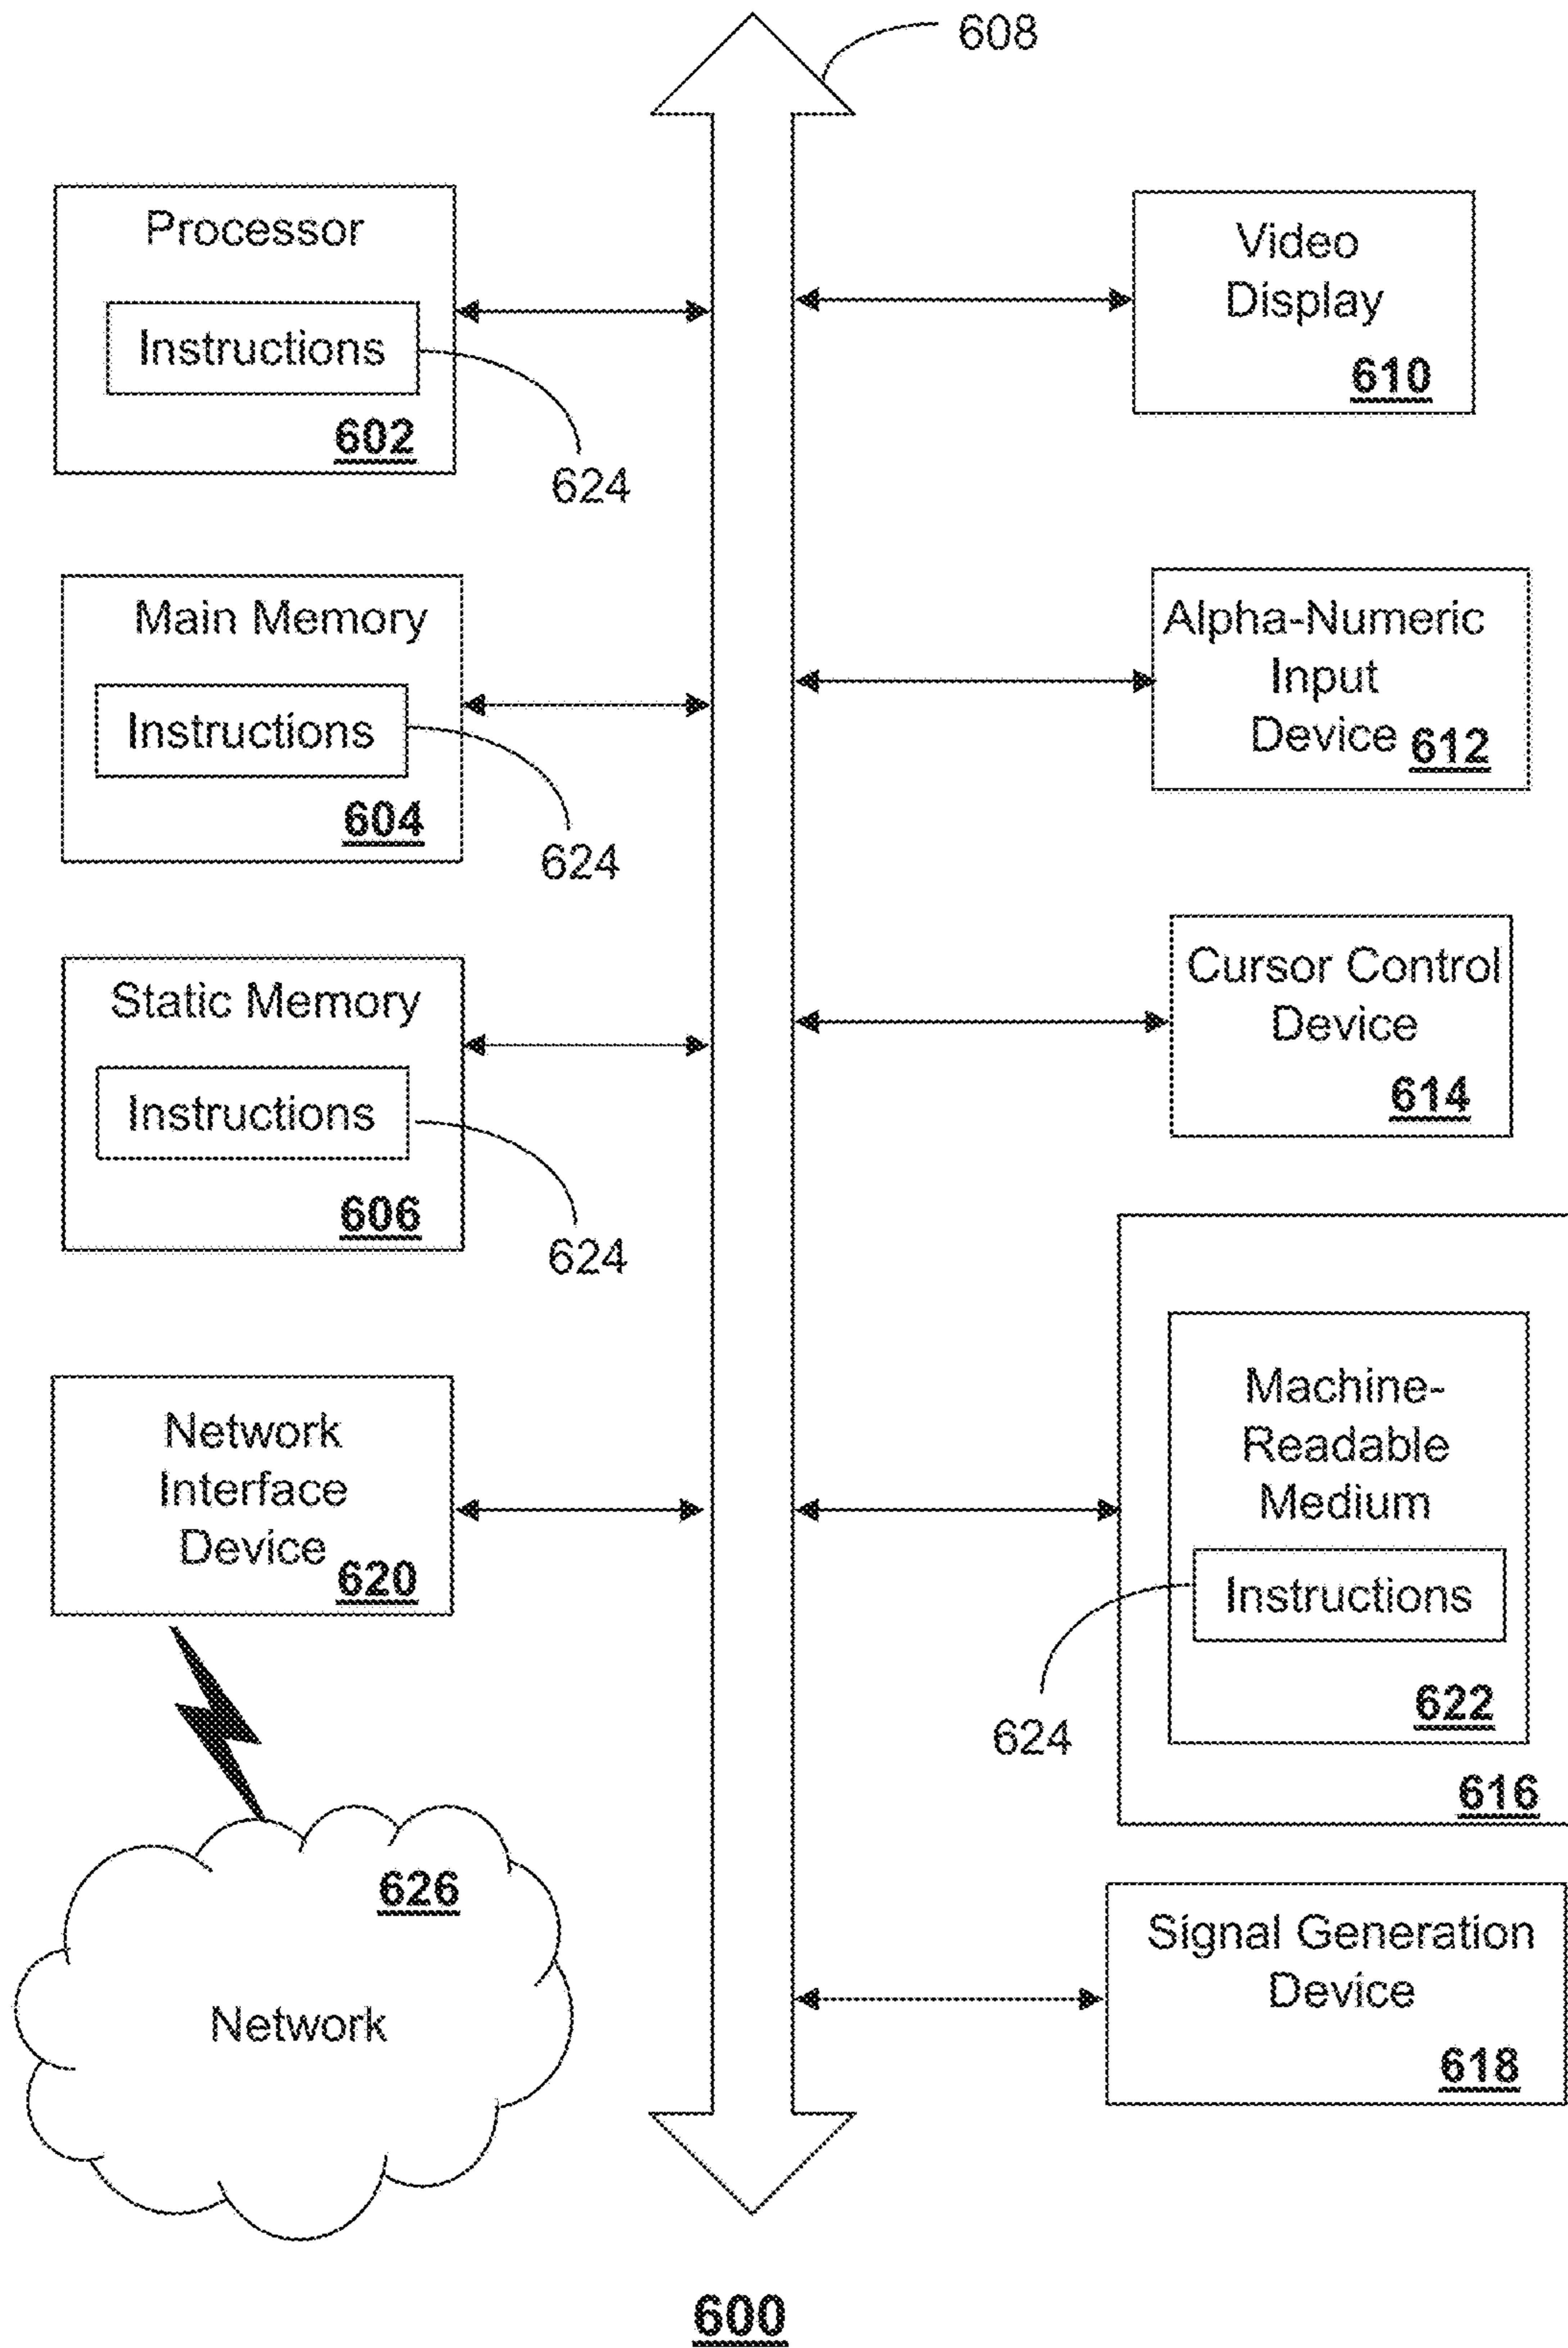 608
Processor
Instructions
602
624
Main Memory
Instructions
604
624
Static Memory
Instructions
606
624
Network
Interface
Device
620
626
Network
Video
Display
610
Alpha-Numeric
Input
Device 612
Cursor Control
Device
614
Machine-
Readable
Medium
Instructions
624
622
616
Signal Generation
Device
618
600